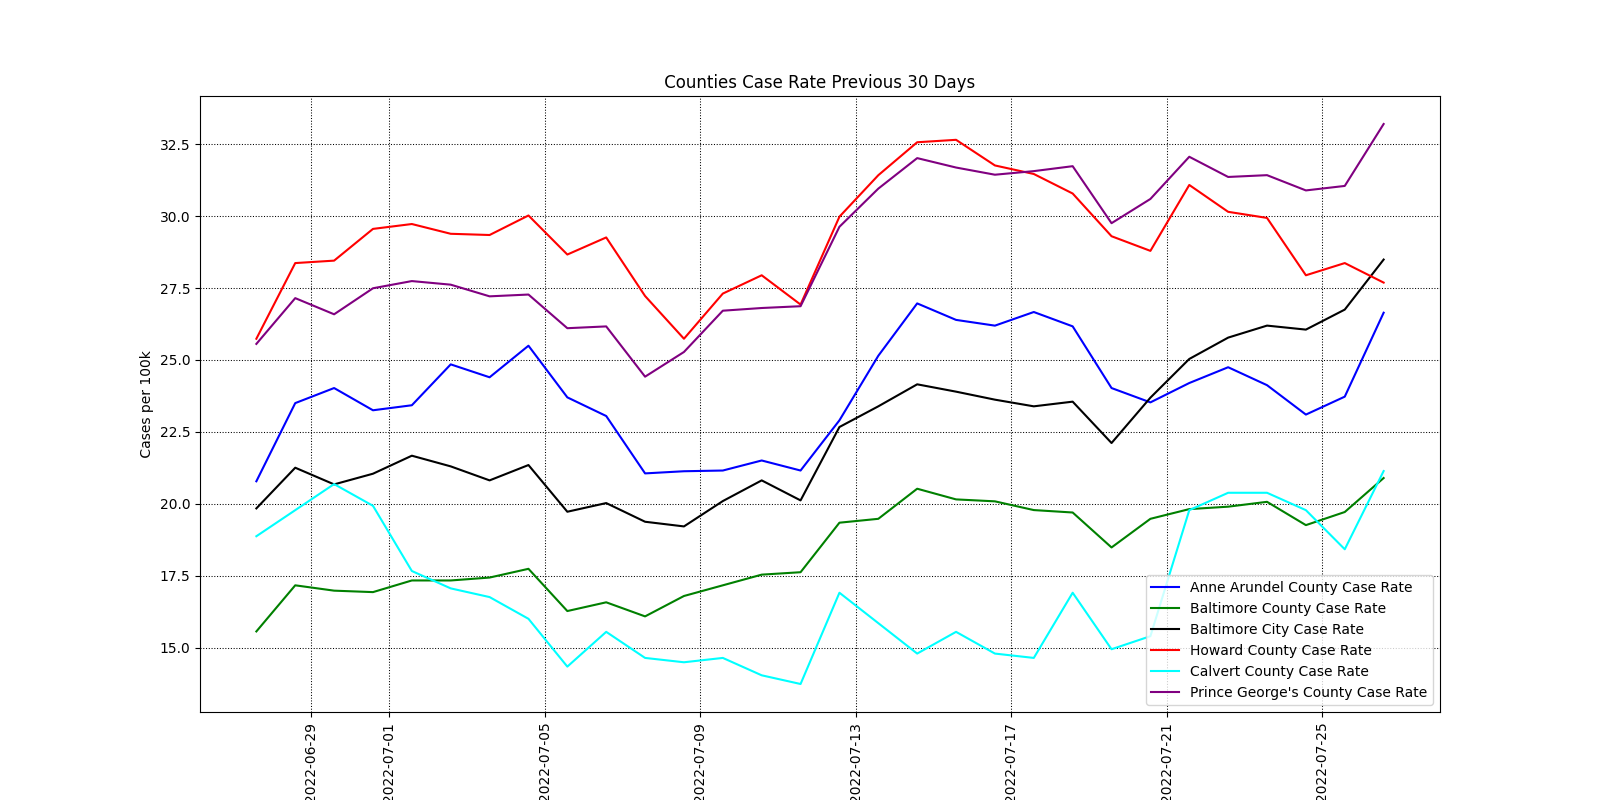 Counties Case Rate Previous 30 Days
Cases per 100k
32.5
30.0
27.5
25.0
22.5
20.0
17.5
15.0
Anne Arundel County Case Rate
Baltimore County Case Rate
Baltimore City Case Rate
Howard County Case Rate
Calvert County Case Rate
Prince George's County Case Rate
2022-06-29
2022-07-01
2022-07-05
2022-07-09
2022-07-13
2022-07-17
2022-07-21
2022-07-25